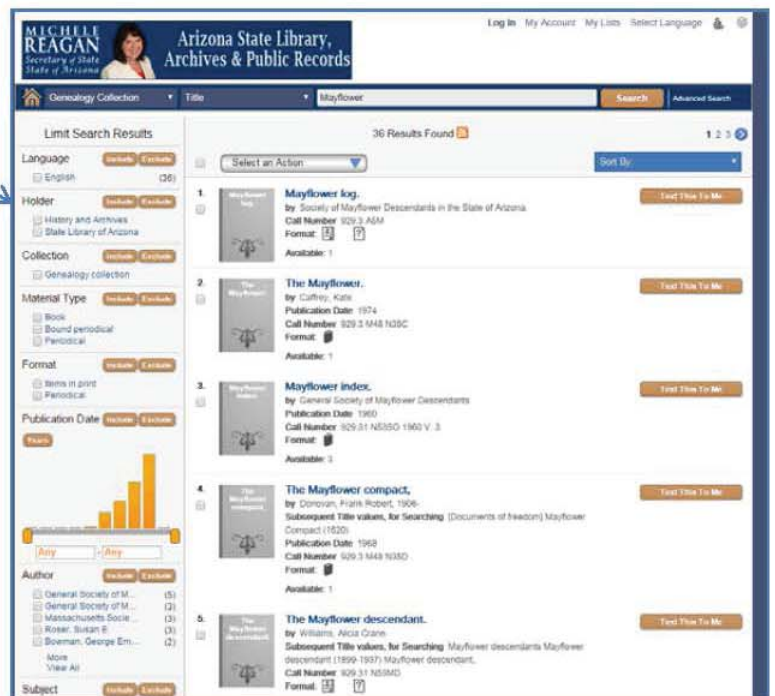 MICHELE
REAGAN
Secretary of State
State of Arizona
Arizona State Library,
Archives & Public Records
Log In My Account My Lists Select Language
Genealogy Collection Title Mayflower Search Advanced Search
Limit Search Results
Language Include Exclude
English (36)
Holder Include Exclude
History and Archives
State Library of Arizona
Collection Include Exclude
Genealogy collection
Material Type Include Exclude
Book
Bound periodical
Periodical
Format Include Exclude
Items in print
Periodical
Publication Date Include Exclude
Years
Any - Any
Author Include Exclude
General Society of M... (5)
General Society of M... (3)
Massachusetts Socie... (3)
Roser, Susan E. (3)
Bowman, George Ern... (2)
More
View All
Subject Include Exclude
36 Results Found 1 2 3
Select an Action Sort By:
1. Mayflower log. Text This To Me
by Society of Mayflower Descendants in the State of Arizona.
Call Number 929.3 A5M
Format:
Available: 1
2. The Mayflower. Text This To Me
by Caffrey, Kate
Publication Date 1974
Call Number 929.3 M48 N38C
Format:
Available: 1
3. Mayflower index. Text This To Me
by General Society of Mayflower Descendants
Publication Date 1960
Call Number 929.31 N53SO 1960 V. 3
Format:
Available: 3
4. The Mayflower compact, Text This To Me
by Donovan, Frank Robert, 1906-
Subsequent Title values, for Searching [Documents of freedom] Mayflower
Compact (1620)
Publication Date 1968
Call Number 929.3 M48 N38D
Format:
Available: 1
5. The Mayflower descendant. Text This To Me
by Williams, Alicia Crane.
Subsequent Title values, for Searching Mayflower descendants Mayflower
descendant (1899-1937) Mayflower descendant,
Call Number 929.31 N53MD
Format: